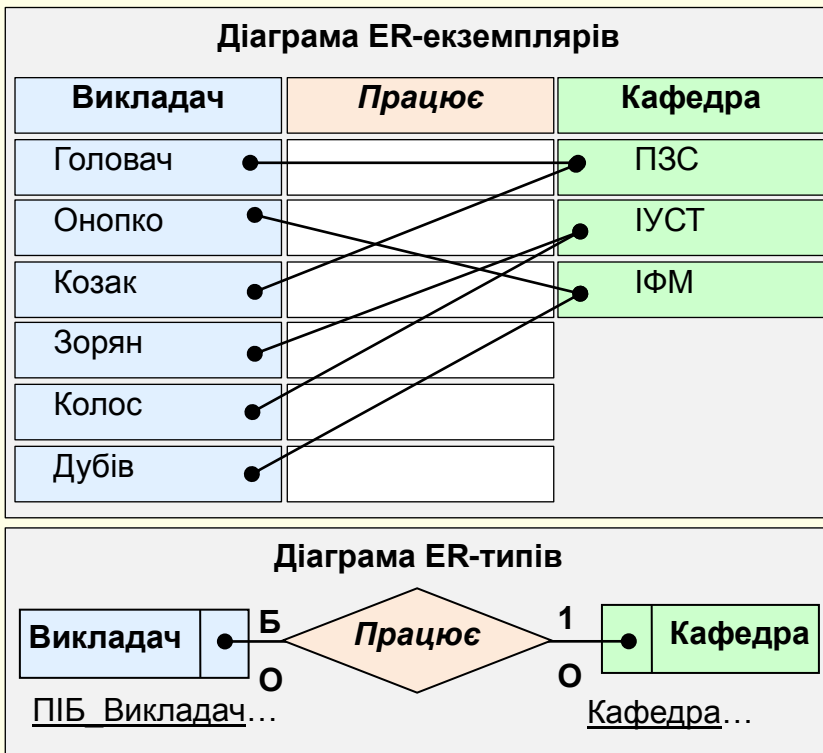 Діаграма ER-екземплярів
Викладач Працює Кафедра
Головач ПЗС
Онопко ІУСТ
Козак ІФМ
Зорян
Колос
Дубів
Діаграма ER-типів
Викладач Б Працює 1 Кафедра
О О
ПІБ_Викладач… Кафедра…